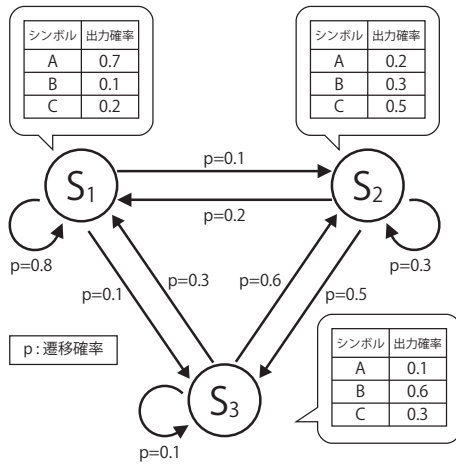 シンボル 出力確率
A 0.7
B 0.1
C 0.2
シンボル 出力確率
A 0.2
B 0.3
C 0.5
p=0.1
S1
S2
p=0.2
p=0.8
p=0.1
p=0.3
p=0.6
p=0.5
p=0.3
p : 遷移確率
シンボル 出力確率
A 0.1
B 0.6
C 0.3
S3
p=0.1